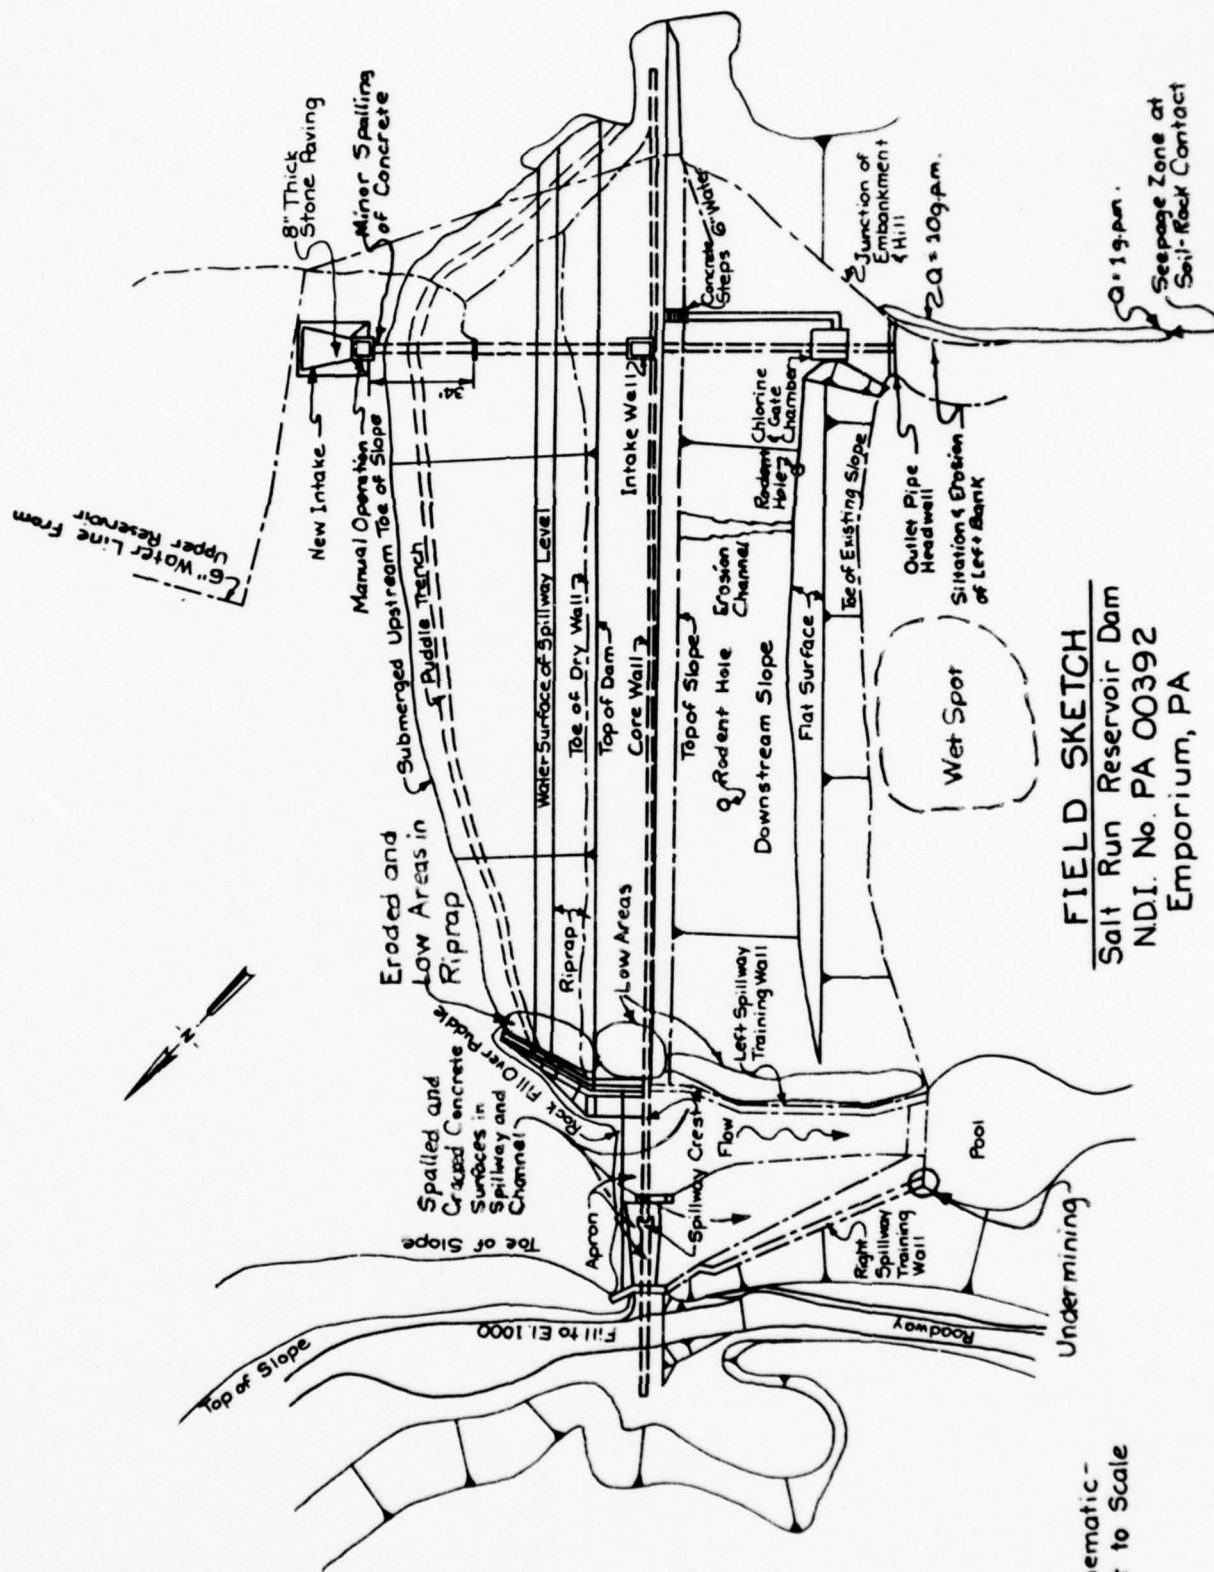 6" Water Line From
Upper Reservoir
8" Thick
Stone Paving
Minor Spalling
of Concrete
New Intake
Manual Operation
Submerged Upstream Toe of Slope
Puddle Trench
34'
Water Surface of Spillway Level
Toe of Dry Wall
Top of Dam
Intake Well
Core Wall
Top of Slope
Concrete
Steps
6" Water
Junction of
Embankment
& Hill
Q = 10 g.p.m.
Q = 1 g.p.m.
Seepage Zone at
Soil-Rock Contact
Chlorine
& Gate
Chamber
Rodent
Hole
Erosion
Channel
Rodent Hole
Downstream Slope
Flat Surface
Toe of Existing Slope
Outlet Pipe
Headwall
Siltation & Erosion
of Left Bank
Wet Spot
Eroded and
Low Areas in
Riprap
Riprap
Low Areas
Left Spillway
Training Wall
Rock Fill Over Puddle
Spalled and
Cracked Concrete
Surfaces in
Spillway and
Channel
Apron
Spillway Crest
Flow
Pool
Right
Spillway
Training
Wall
Undermining
Toe of Slope
Top of Slope
Fill to El. 1000
Roadway
N
FIELD SKETCH
Salt Run Reservoir Dam
N.D.I. No. PA 00392
Emporium, PA
to Scale